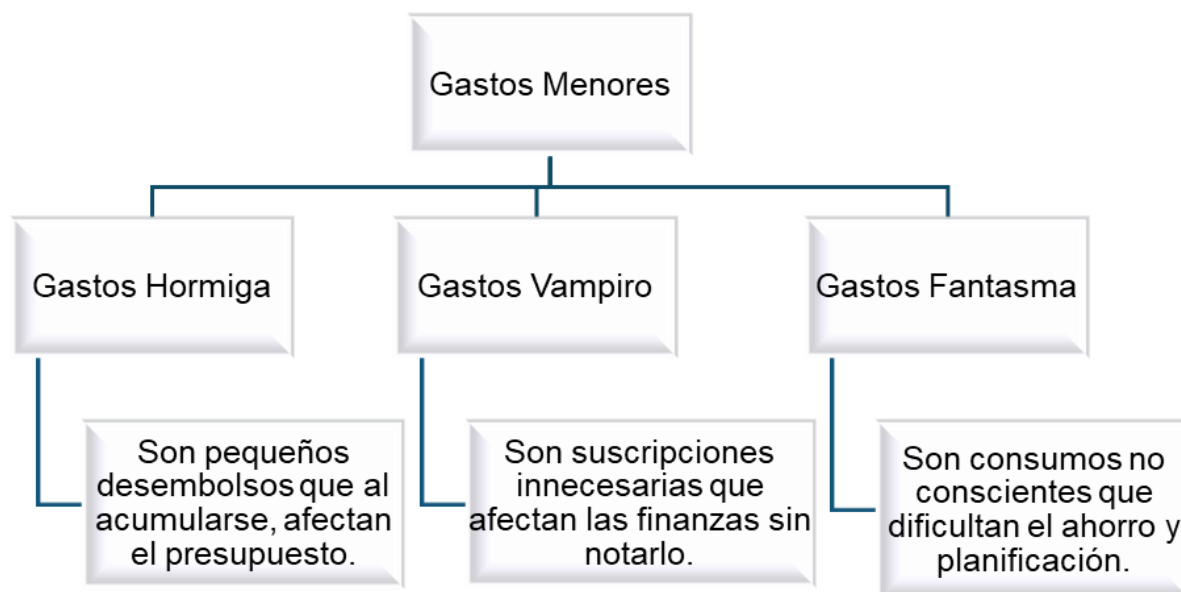 Gastos Menores
Gastos Hormiga
Gastos Vampiro
Gastos Fantasma
Son pequeños
desembolsos que al
acumularse, afectan
el presupuesto.
Son suscripciones
innecesarias que
afectan las finanzas sin
notarlo.
Son consumos no
conscientes que
dificultan el ahorro y
planificación.